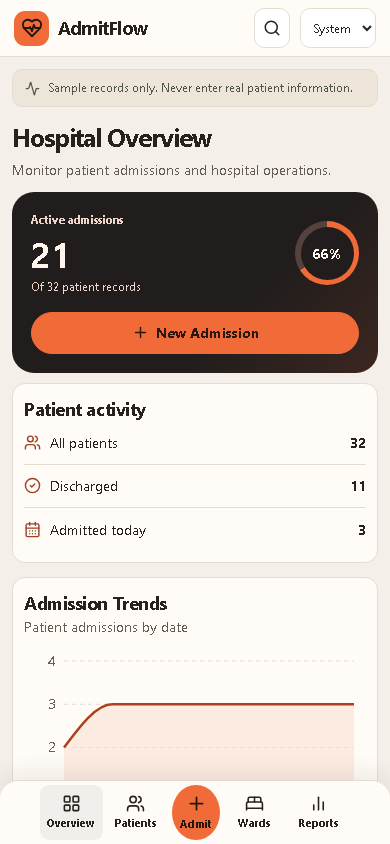 AdmitFlow
System
Sample records only. Never enter real patient information.
Hospital Overview
Monitor patient admissions and hospital operations.
Active admissions
21
66%
Of 32 patient records
+ New Admission
Patient activity
All patients 32
Discharged 11
Admitted today 3
Admission Trends
Patient admissions by date
4
3
2
Overview Patients Admit Wards Reports